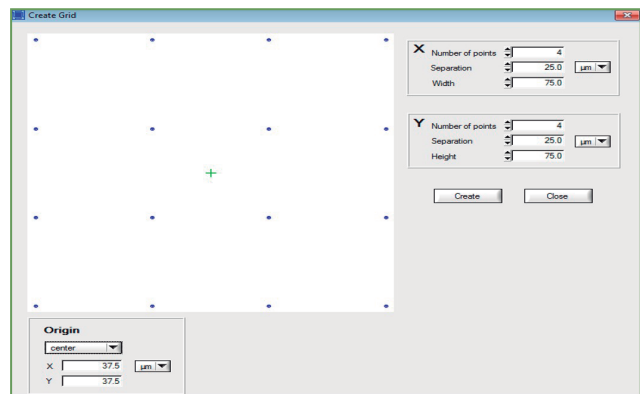 Create Grid
X
Number of points 4
Separation 25.0 µm
Width 75.0
Y
Number of points 4
Separation 25.0 µm
Height 75.0
Create Close
Origin
center
X 37.5 µm
Y 37.5